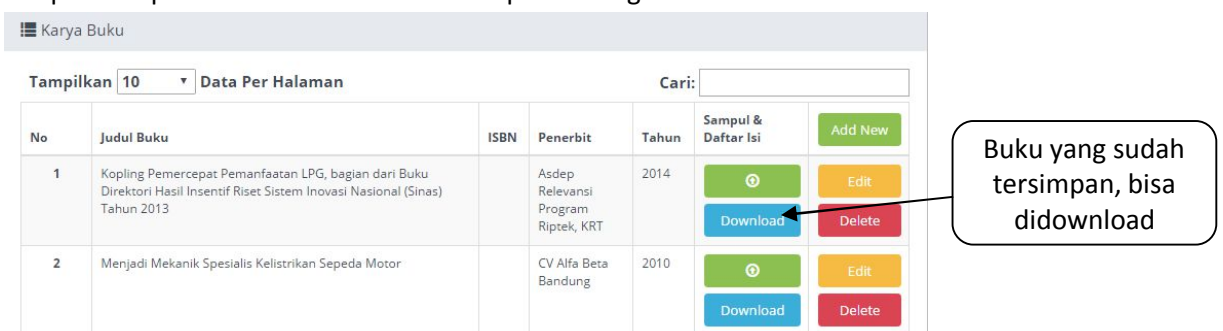 Karya Buku
Tampilkan 10 Data Per Halaman Cari:
No Judul Buku ISBN Penerbit Tahun Sampul & Daftar Isi Add New
1 Kopling Pemercepat Pemanfaatan LPG, bagian dari Buku
Direktori Hasil Insentif Riset Sistem Inovasi Nasional (Sinas)
Tahun 2013
Asdep
Relevansi
Program
Riptek, KRT
2014
Edit
Download Delete
2 Menjadi Mekanik Spesialis Kelistrikan Sepeda Motor
CV Alfa Beta
Bandung
2010
Edit
Download Delete
Buku yang sudah
tersimpan, bisa
didownload